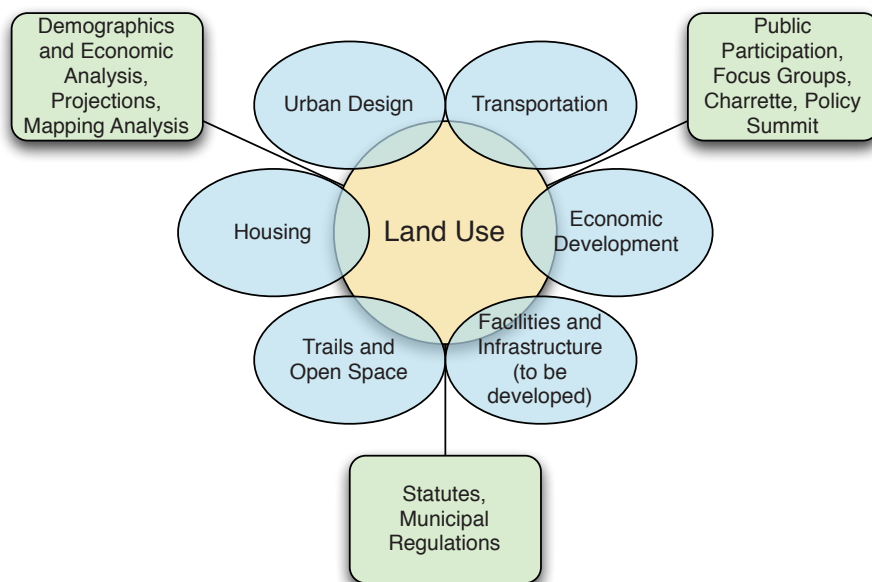 Demographics
and Economic
Analysis,
Projections,
Mapping Analysis
Public
Participation,
Focus Groups,
Charrette, Policy
Summit
Urban Design
Transportation
Housing
Land Use
Economic
Development
Trails and
Open Space
Facilities and
Infrastructure
(to be
developed)
Statutes,
Municipal
Regulations